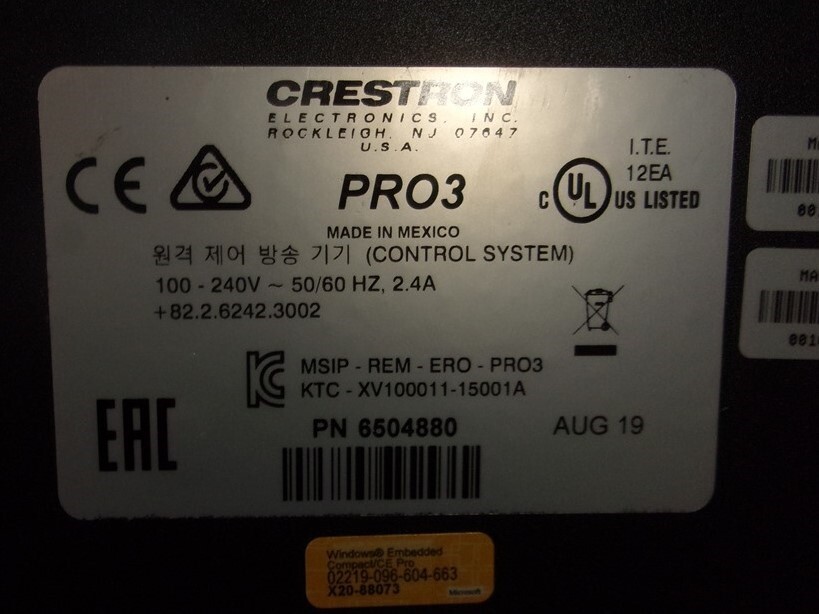 CRESTRON
ELECTRONICS, INC.
ROCKLEIGH, NJ 07647
U.S.A.
CE
PRO3
C UL US LISTED
I.T.E.
12EA
MADE IN MEXICO
원격 제어 방송 기기 (CONTROL SYSTEM)
100 - 240V ~ 50/60 HZ, 2.4A
+82.2.6242.3002
MSIP - REM - ERO - PRO3
KTC - XV100011-15001A
EAC
PN 6504880
AUG 19
Windows® Embedded
Compact/CE Pro
02219-096-604-663
X20-88073
Microsoft